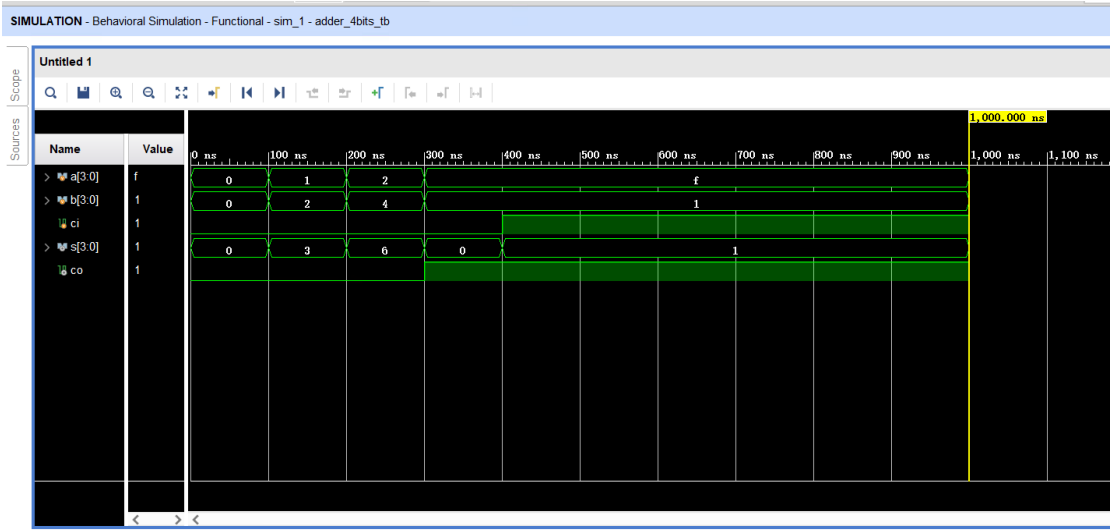 SIMULATION - Behavioral Simulation - Functional - sim_1 - adder_4bits_tb
Scope
Sources
Untitled 1
1,000.000 ns
Name Value
0 ns 100 ns 200 ns 300 ns 400 ns 500 ns 600 ns 700 ns 800 ns 900 ns 1,000 ns 1,100 ns
a[3:0] f 0 1 2 f
b[3:0] 1 0 2 4 1
ci 1
s[3:0] 1 0 3 6 0 1
co 1